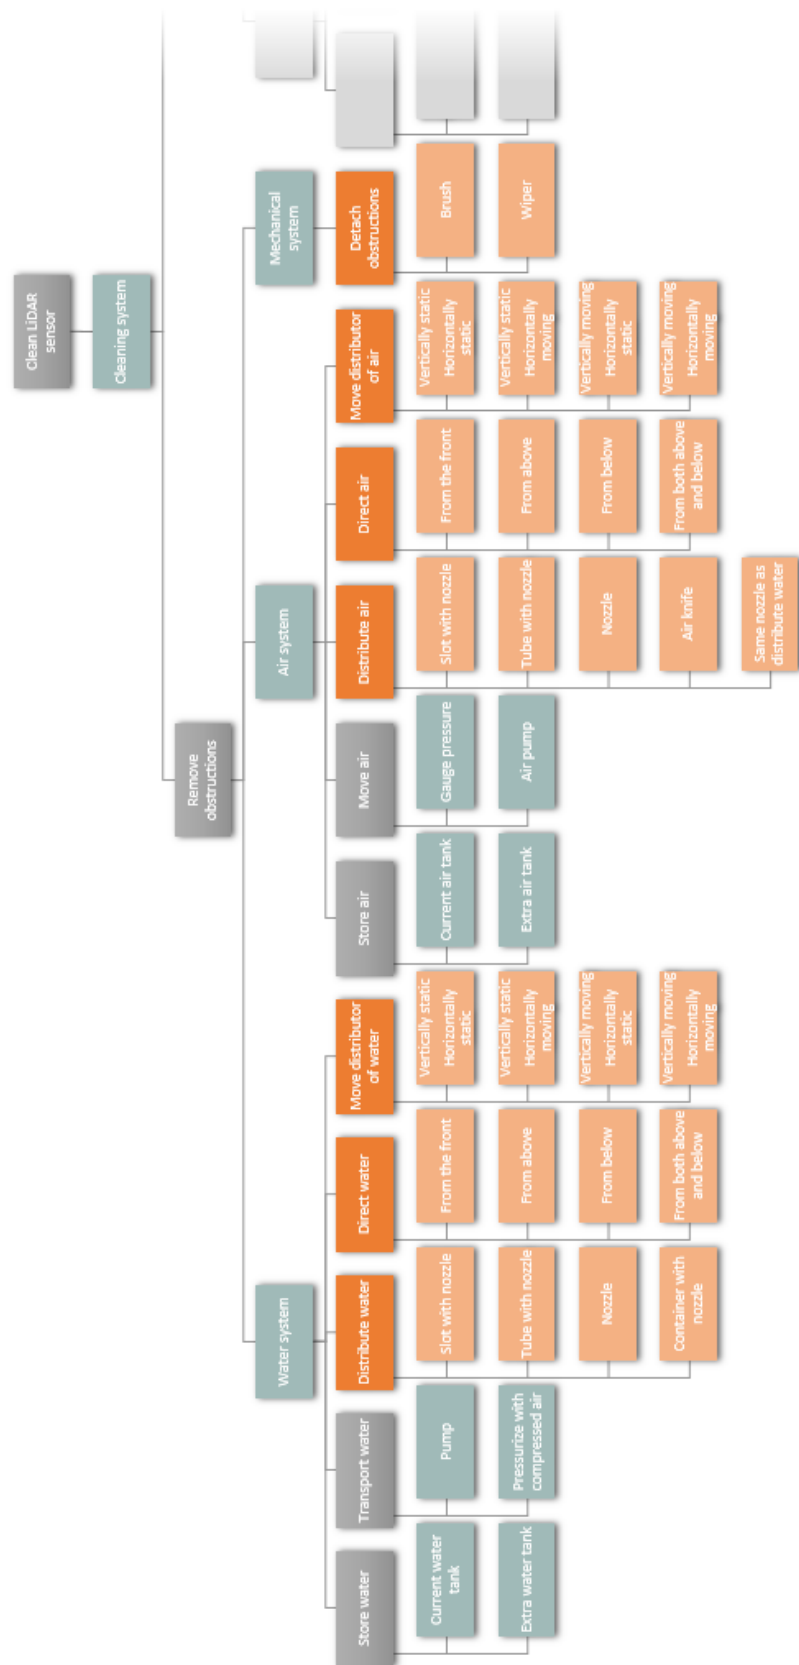 Clean LiDAR
sensor
Cleaning system
Remove
obstructions
Water system
Air system
Mechanical
system
Store water
Transport water
Distribute water
Direct water
Move distributor
of water
Store air
Move air
Distribute air
Direct air
Move distributor
of air
Detach
obstructions
Current water
tank
Extra water tank
Pump
Pressurize with
compressed air
Slot with nozzle
Tube with nozzle
Nozzle
Container with
nozzle
From the front
From above
From below
From both above
and below
Vertically static
Horizontally
static
Vertically static
Horizontally
moving
Vertically moving
Horizontally
static
Vertically moving
Horizontally
moving
Current air tank
Extra air tank
Gauge pressure
Air pump
Slot with nozzle
Tube with nozzle
Nozzle
Air knife
Same nozzle as
distribute water
From the front
From above
From below
From both above
and below
Vertically static
Horizontally
static
Vertically static
Horizontally
moving
Vertically moving
Horizontally
static
Vertically moving
Horizontally
moving
Brush
Wiper